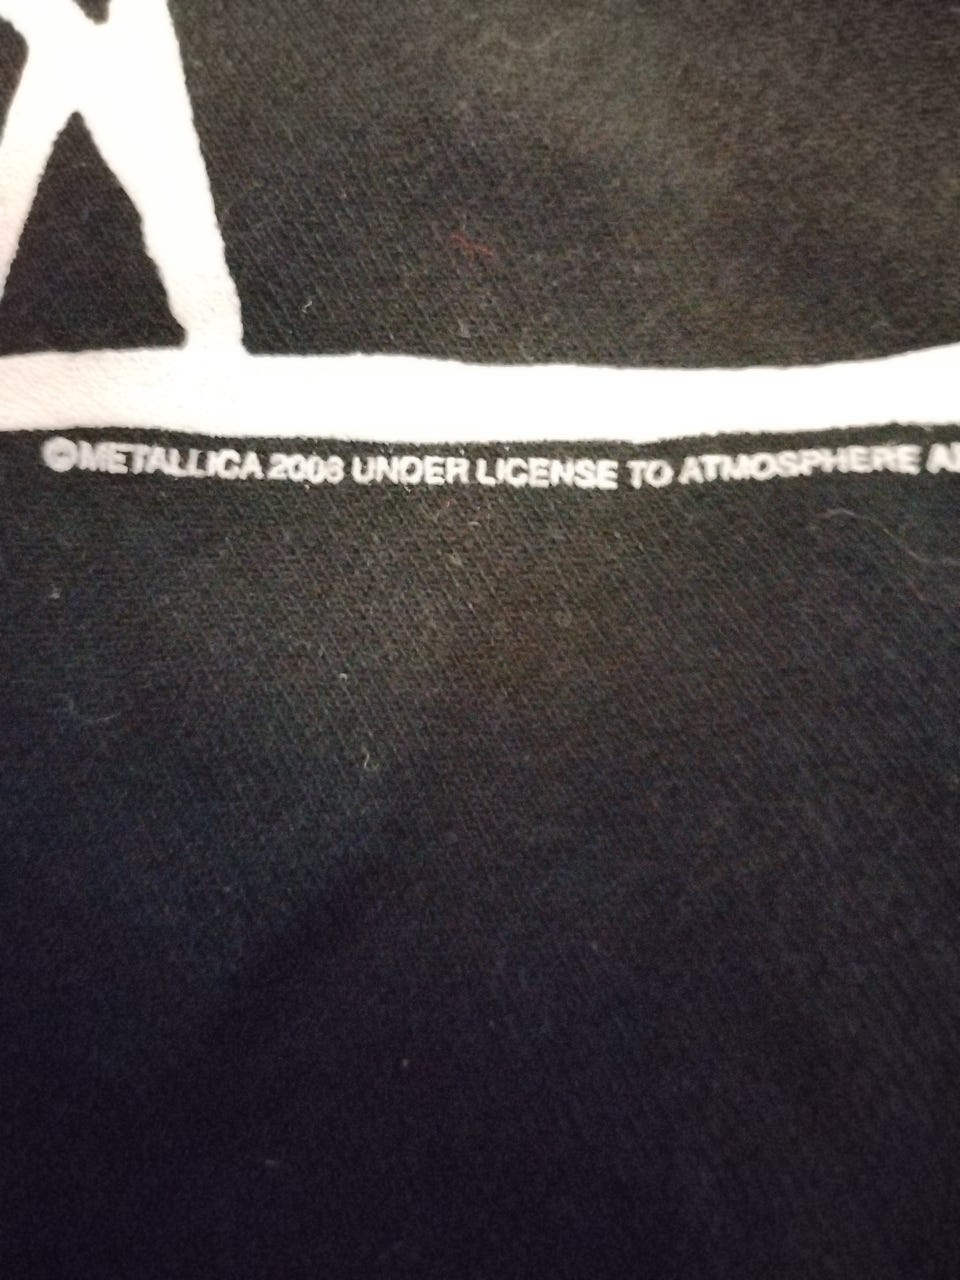 ©METALLICA 2008 UNDER LICENSE TO ATMOSPHERE